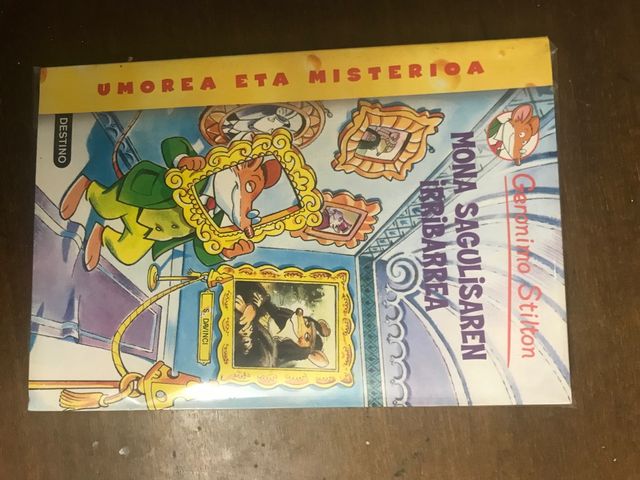 Geronimo Stilton
MONA SAGULISAREN
IRRIBARREA
S. DAVINCI
DESTINO
UMOREA ETA MISTERIOA